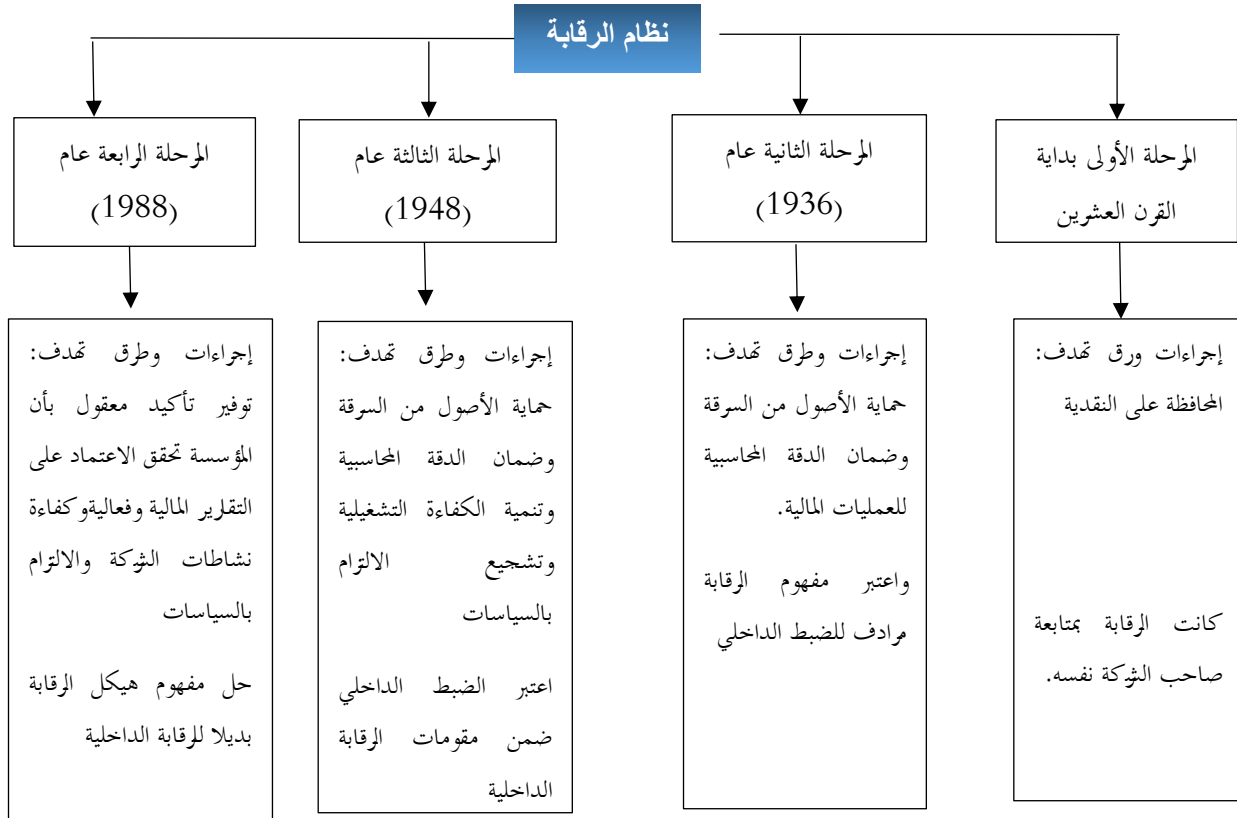 نظام الرقابة
المرحلة الأولى بداية
القرن العشرين
المرحلة الثانية عام
(1936)
المرحلة الثالثة عام
(1948)
المرحلة الرابعة عام
(1988)
إجراءات ورق تهدف:
المحافظة على النقدية
كانت الرقابة بمتابعة
صاحب الشركة نفسه.
إجراءات وطرق تهدف:
حماية الأصول من السرقة
وضمان الدقة المحاسبية
للعمليات المالية.
واعتبر مفهوم الرقابة
مرادف للضبط الداخلي
إجراءات وطرق تهدف:
حماية الأصول من السرقة
وضمان الدقة المحاسبية
وتنمية الكفاءة التشغيلية
وتشجيع الالتزام
بالسياسات
اعتبر الضبط الداخلي
ضمن مقومات الرقابة
الداخلية
إجراءات وطرق تهدف:
توفير تأكيد معقول بأن
المؤسسة تحقق الاعتماد على
التقارير المالية وفعالية وكفاءة
نشاطات الشركة والالتزام
بالسياسات
حل مفهوم هيكل الرقابة
بديلا للرقابة الداخلية